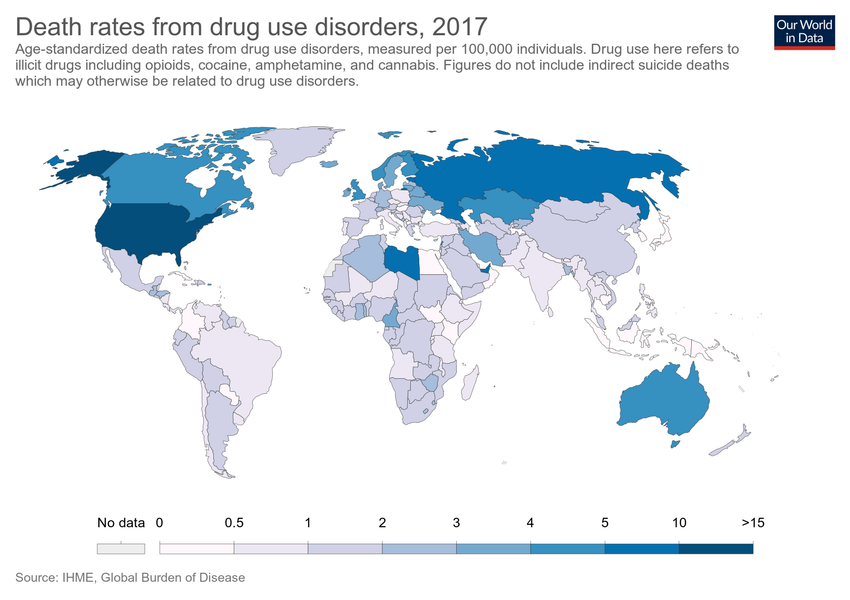 Death rates from drug use disorders, 2017
Our World
in Data
Age-standardized death rates from drug use disorders, measured per 100,000 individuals. Drug use here refers to
illicit drugs including opioids, cocaine, amphetamine, and cannabis. Figures do not include indirect suicide deaths
which may otherwise be related to drug use disorders.
No data 0 0.5 1 2 3 4 5 10 >15
Source: IHME, Global Burden of Disease